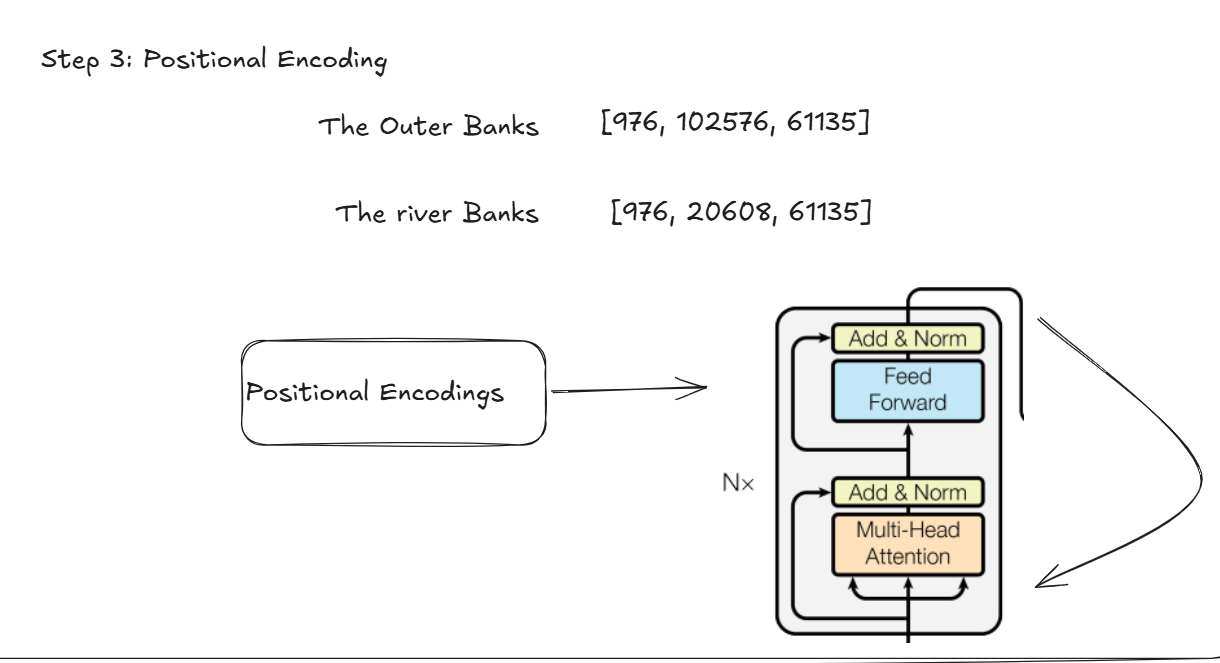 Step 3: Positional Encoding
The Outer Banks [976, 102576, 61135]
The river Banks [976, 20608, 61135]
Positional Encodings
Add & Norm
Feed
Forward
Nx
Add & Norm
Multi-Head
Attention